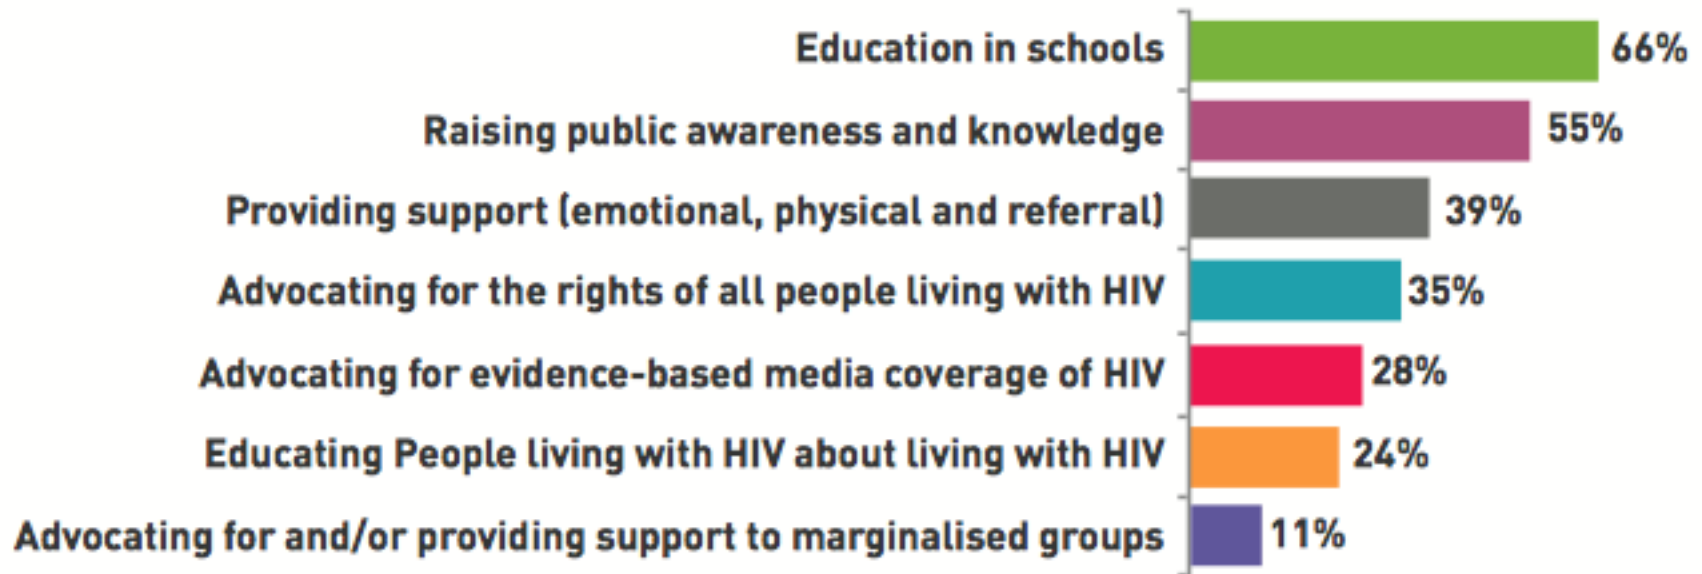 Education in schools 66%
Raising public awareness and knowledge 55%
Providing support (emotional, physical and referral) 39%
Advocating for the rights of all people living with HIV 35%
Advocating for evidence-based media coverage of HIV 28%
Educating People living with HIV about living with HIV 24%
Advocating for and/or providing support to marginalised groups 11%